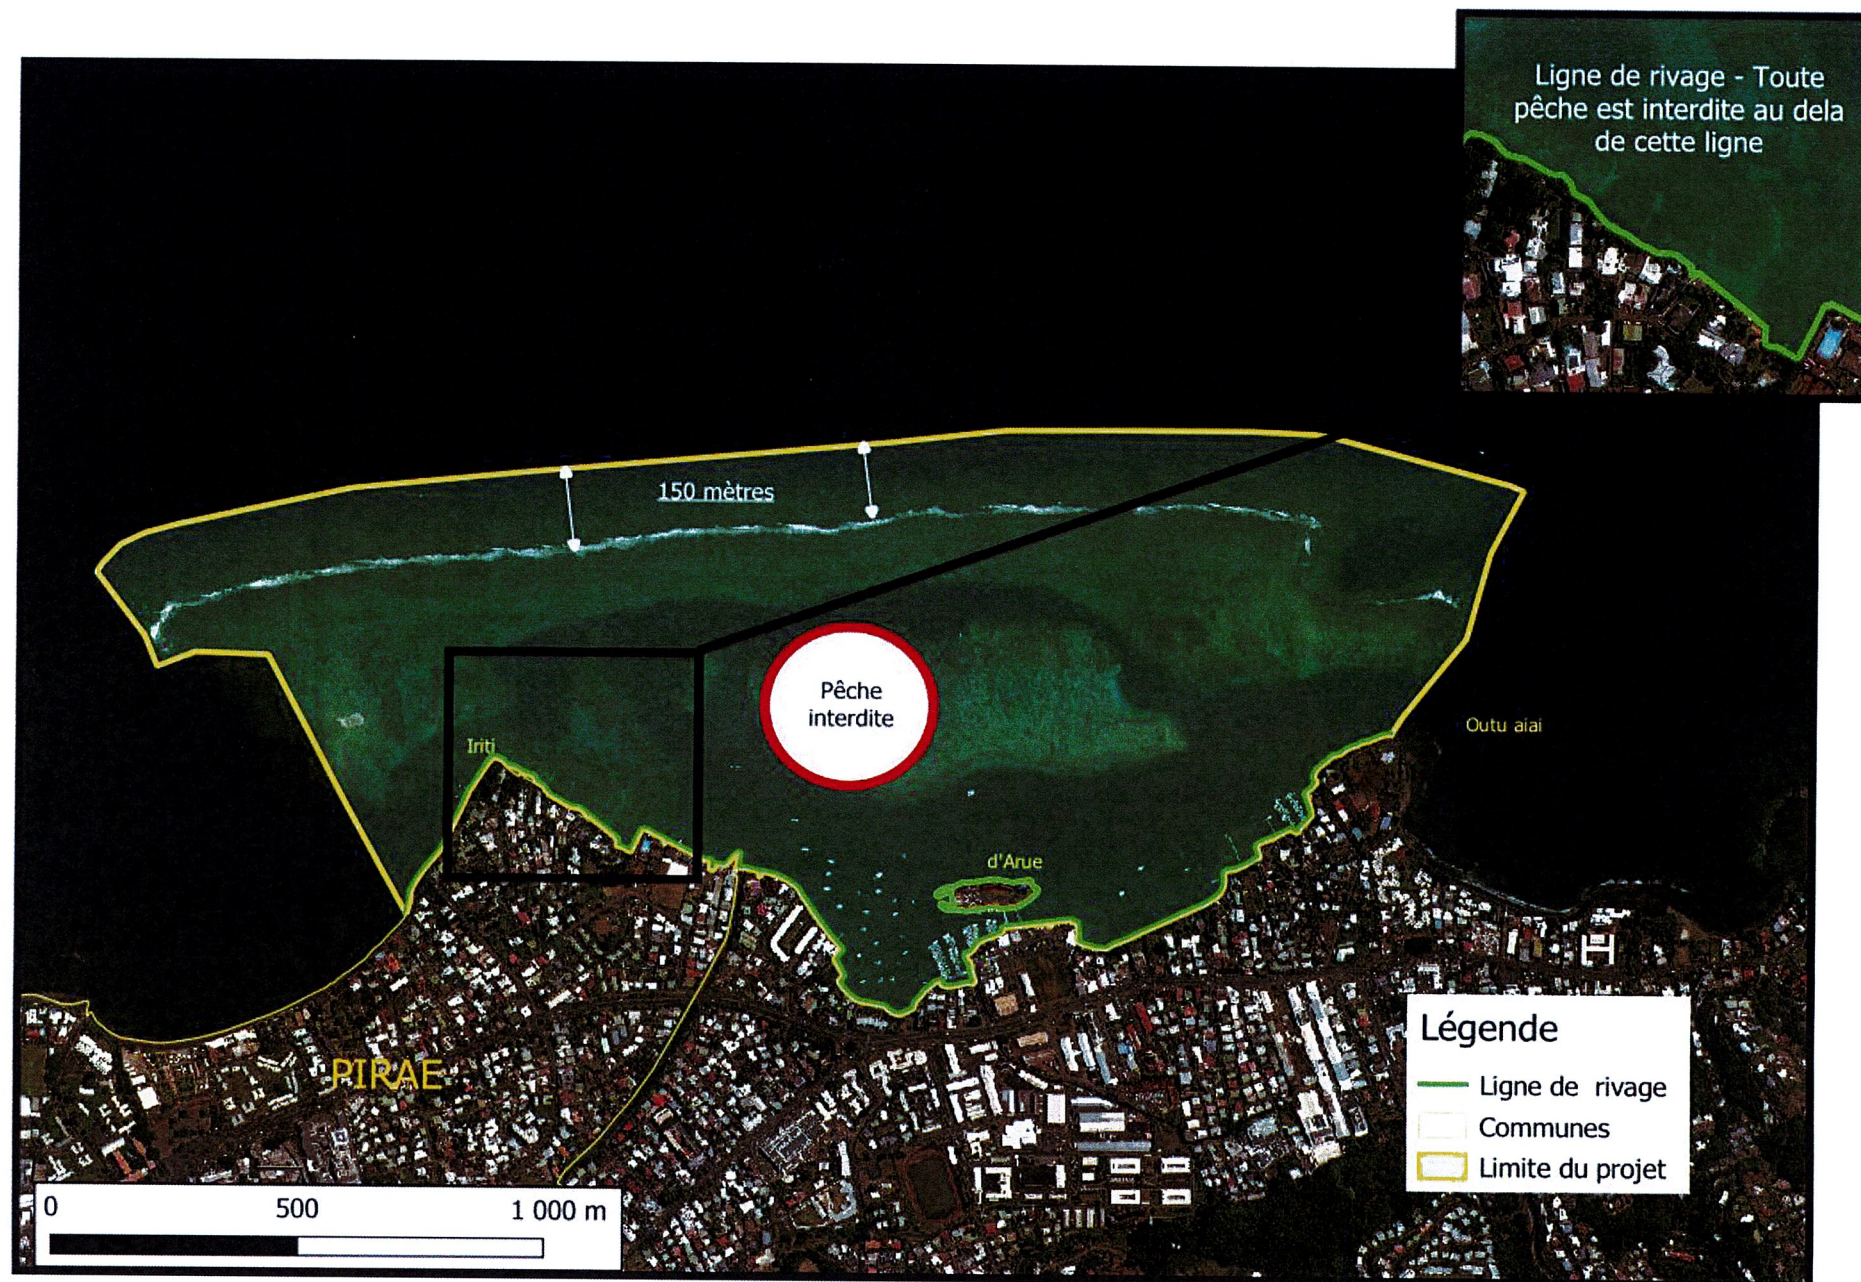 Ligne de rivage - Toute
pêche est interdite au dela
de cette ligne
150 mètres
Pêche
interdite
Iriti
Outu aiai
d'Arue
PIRAE
Légende
Ligne de rivage
Communes
Limite du projet
0 500 1 000 m